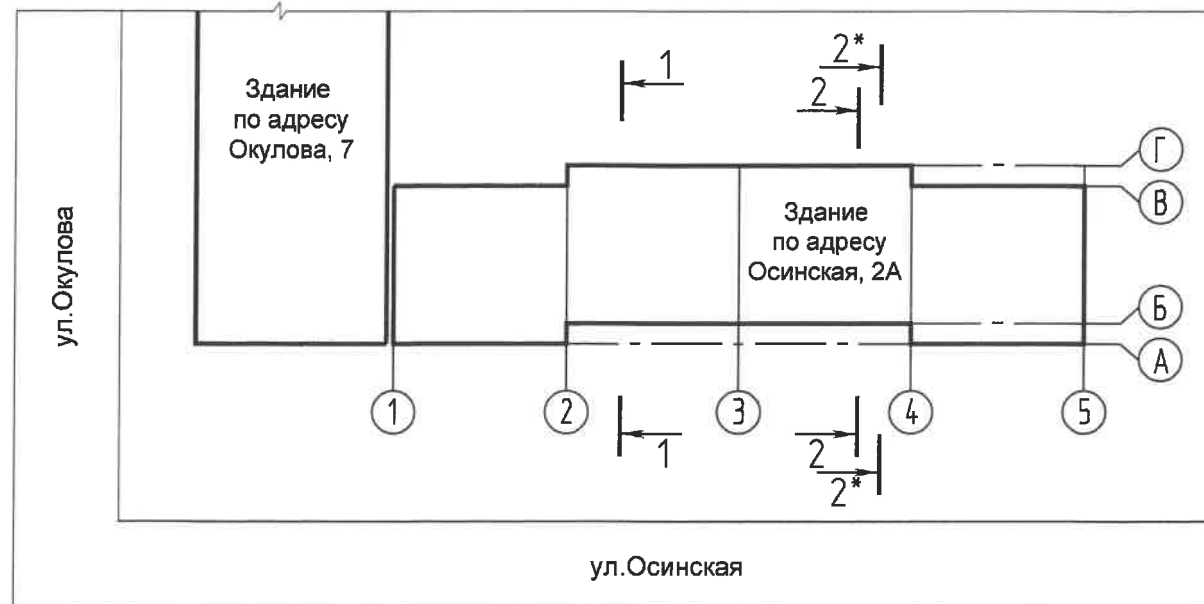 Здание
по адресу
Окулова, 7
1
2*
2
Г
В
Здание
по адресу
Осинская, 2А
ул.Окулова
Б
А
1
2
3
4
5
1
2
2*
ул.Осинская